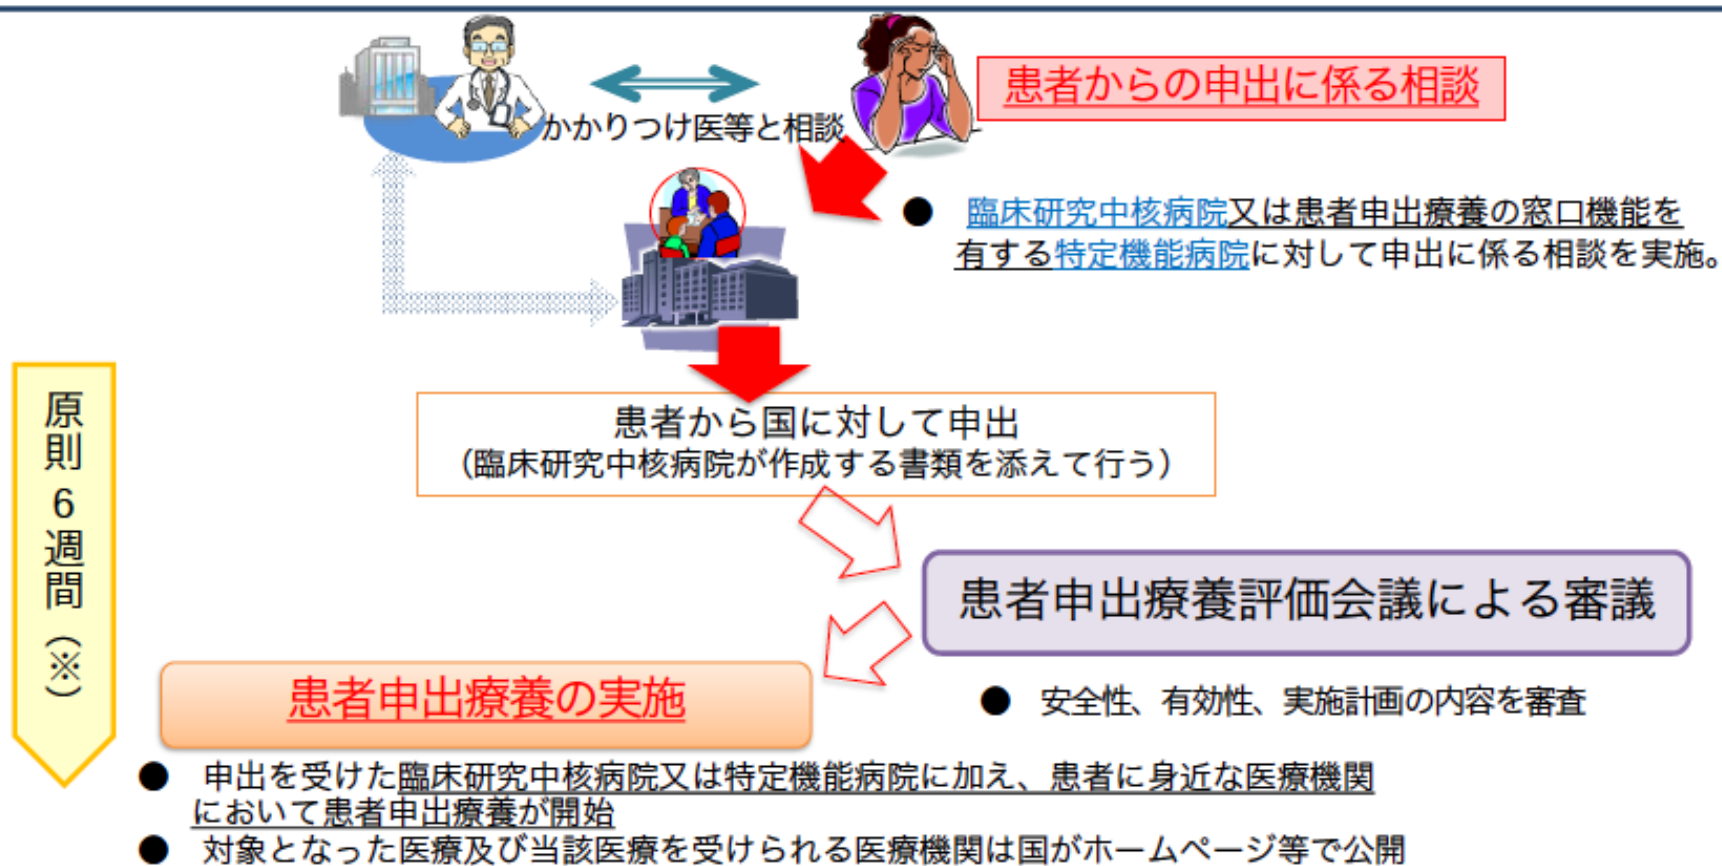 患者からの申出に係る相談
かかりつけ医等と相談
● 臨床研究中核病院又は患者申出療養の窓口機能を
有する特定機能病院に対して申出に係る相談を実施。
原則６週間（※）
患者から国に対して申出
（臨床研究中核病院が作成する書類を添えて行う）
患者申出療養評価会議による審議
● 安全性、有効性、実施計画の内容を審査
患者申出療養の実施
● 申出を受けた臨床研究中核病院又は特定機能病院に加え、患者に身近な医療機関
において患者申出療養が開始
● 対象となった医療及び当該医療を受けられる医療機関は国がホームページ等で公開